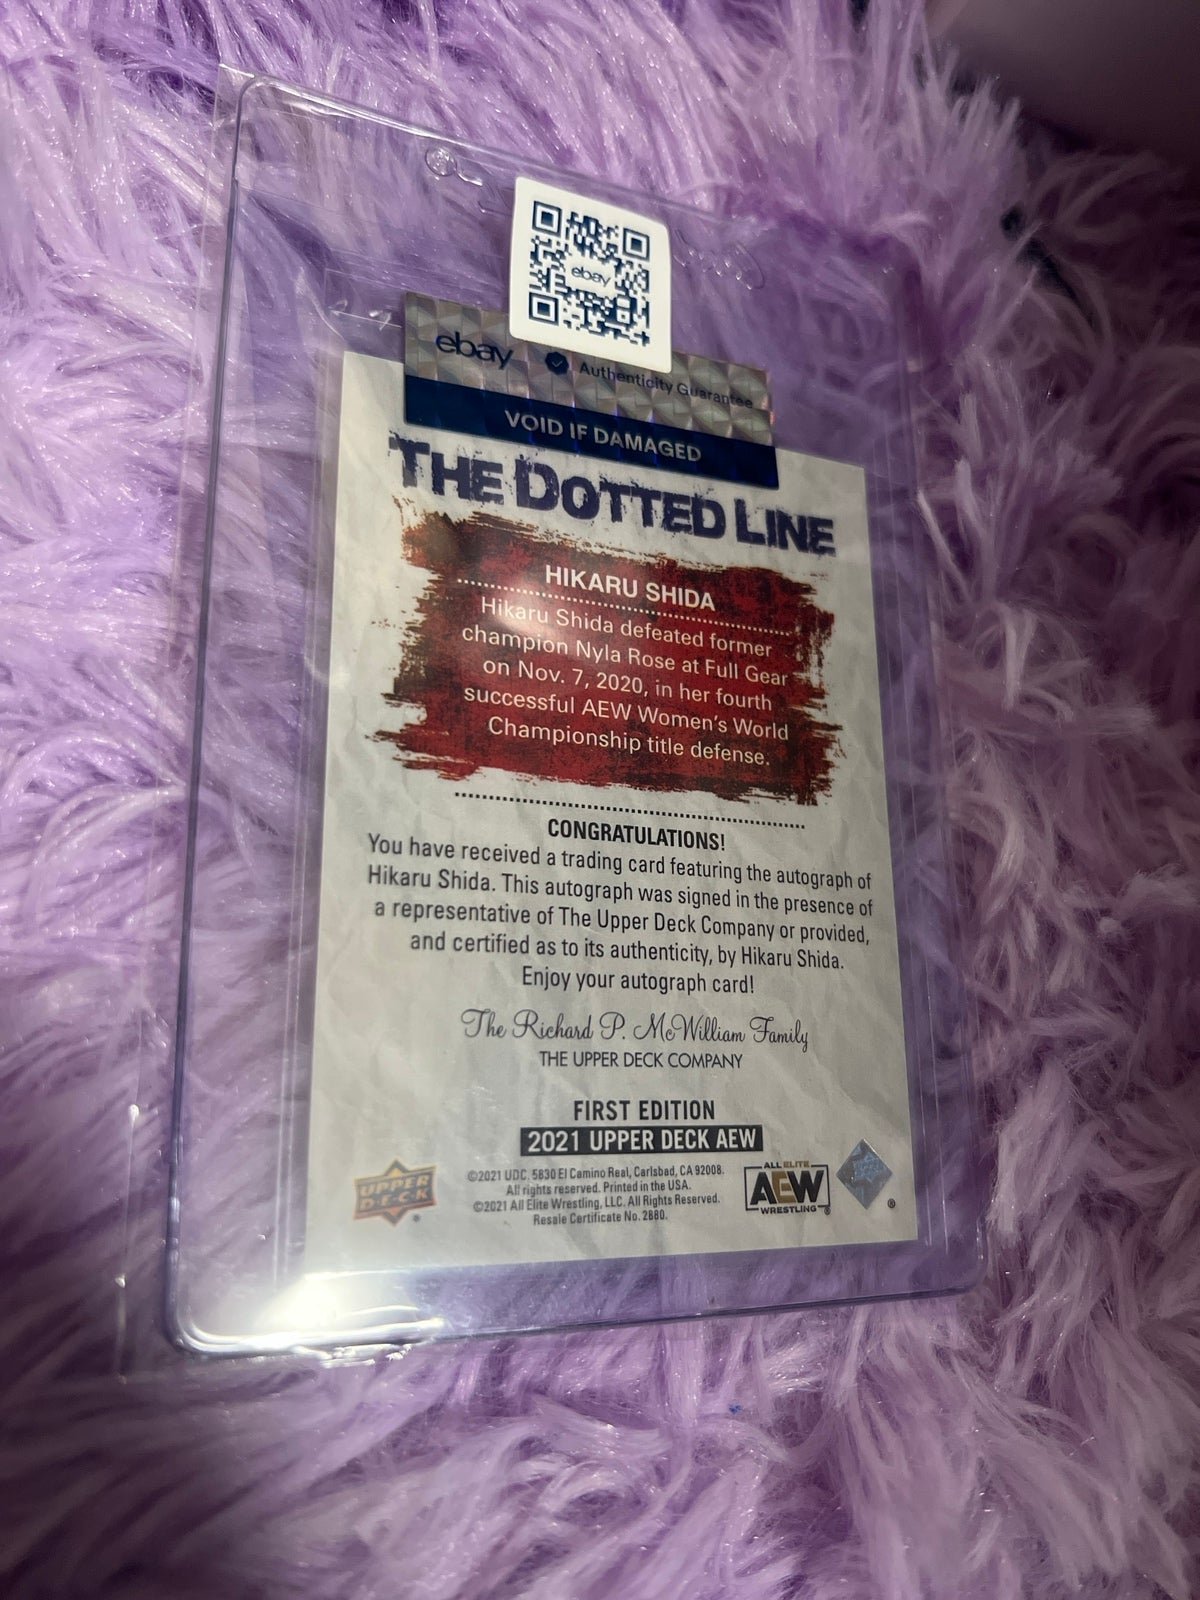 ebay
ebay Authenticity Guarantee
VOID IF DAMAGED
THE DOTTED LINE
HIKARU SHIDA
Hikaru Shida defeated former
champion Nyla Rose at Full Gear
on Nov. 7, 2020, in her fourth
successful AEW Women's World
Championship title defense.
CONGRATULATIONS!
You have received a trading card featuring the autograph of
Hikaru Shida. This autograph was signed in the presence of
a representative of The Upper Deck Company or provided,
and certified as to its authenticity, by Hikaru Shida.
Enjoy your autograph card!
The Richard P. McWilliam Family
THE UPPER DECK COMPANY
FIRST EDITION
2021 UPPER DECK AEW
UPPER
D·E·C·K
®
©2021 UDC. 5830 El Camino Real, Carlsbad, CA 92008.
All rights reserved. Printed in the USA.
©2021 All Elite Wrestling, LLC. All Rights Reserved.
Resale Certificate No. 2880.
ALL ELITE
AEW
WRESTLING
®
®